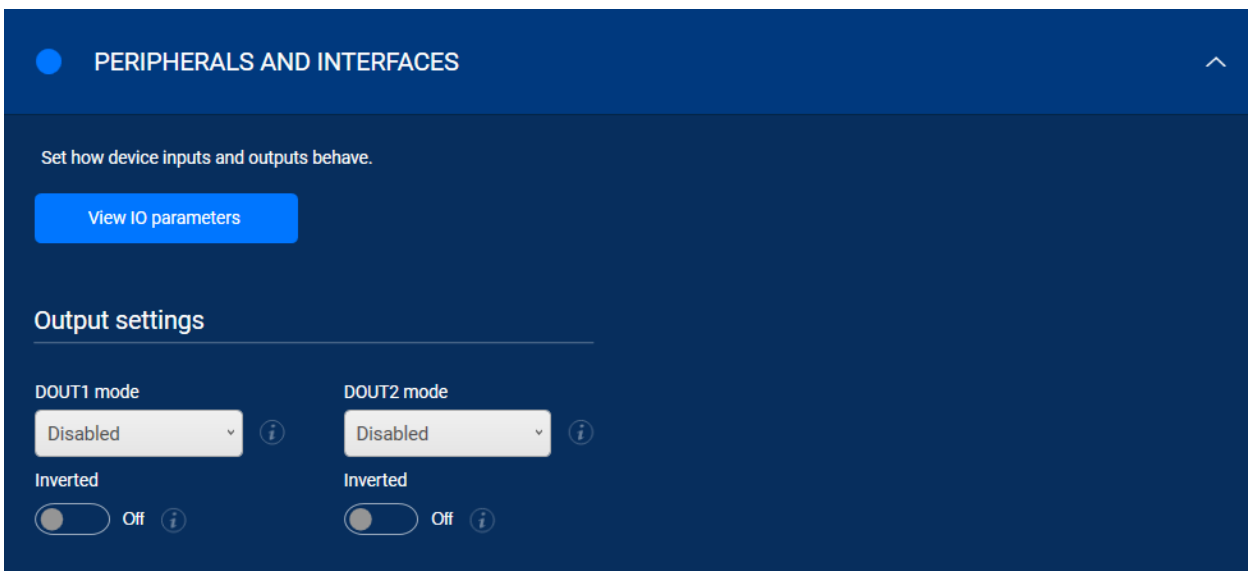 PERIPHERALS AND INTERFACES
Set how device inputs and outputs behave.
View IO parameters
Output settings
DOUT1 mode DOUT2 mode
Disabled i Disabled i
Inverted Inverted
Off i Off i